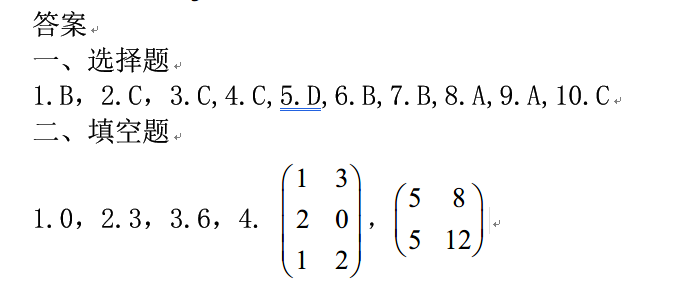 答案
一、选择题
1.B，2.C，3.C,4.C,5.D,6.B,7.B,8.A,9.A,10.C
二、填空题
1.0，2.3，3.6，4. (1 3
2 0
1 2)，(5 8
5 12)